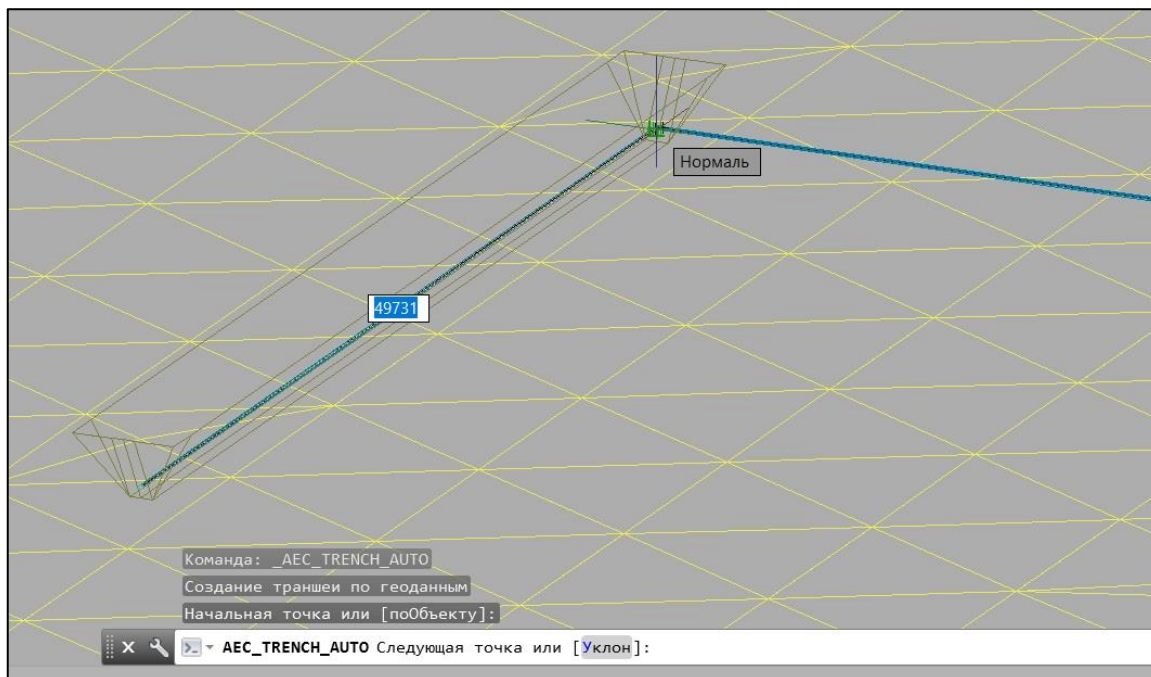 Нормаль
49731
Команда: _AEC_TRENCH_AUTO
Создание траншеи по геоданным
Начальная точка или [поОбъекту]:
AEC_TRENCH_AUTO Следующая точка или [Уклон]: